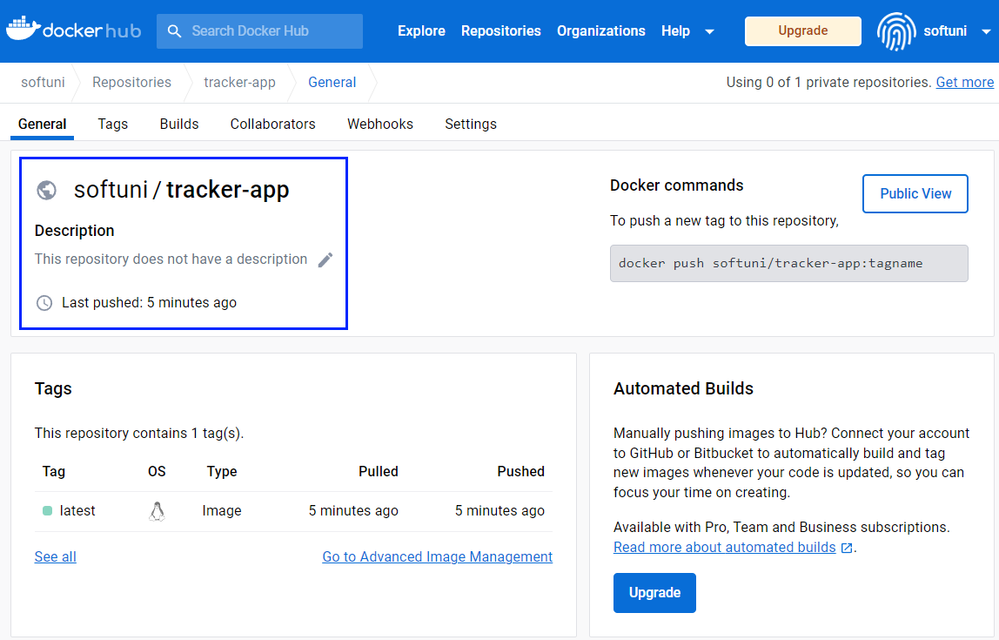 docker hub
Search Docker Hub
Explore Repositories Organizations Help
Upgrade
softuni
softuni Repositories tracker-app General
Using 0 of 1 private repositories. Get more
General Tags Builds Collaborators Webhooks Settings
softuni / tracker-app
Description
This repository does not have a description
Last pushed: 5 minutes ago
Docker commands
Public View
To push a new tag to this repository,
docker push softuni/tracker-app:tagname
Tags
This repository contains 1 tag(s).
Tag OS Type Pulled Pushed
latest Image 5 minutes ago 5 minutes ago
See all Go to Advanced Image Management
Automated Builds
Manually pushing images to Hub? Connect your account
to GitHub or Bitbucket to automatically build and tag
new images whenever your code is updated, so you can
focus your time on creating.
Available with Pro, Team and Business subscriptions.
Read more about automated builds .
Upgrade